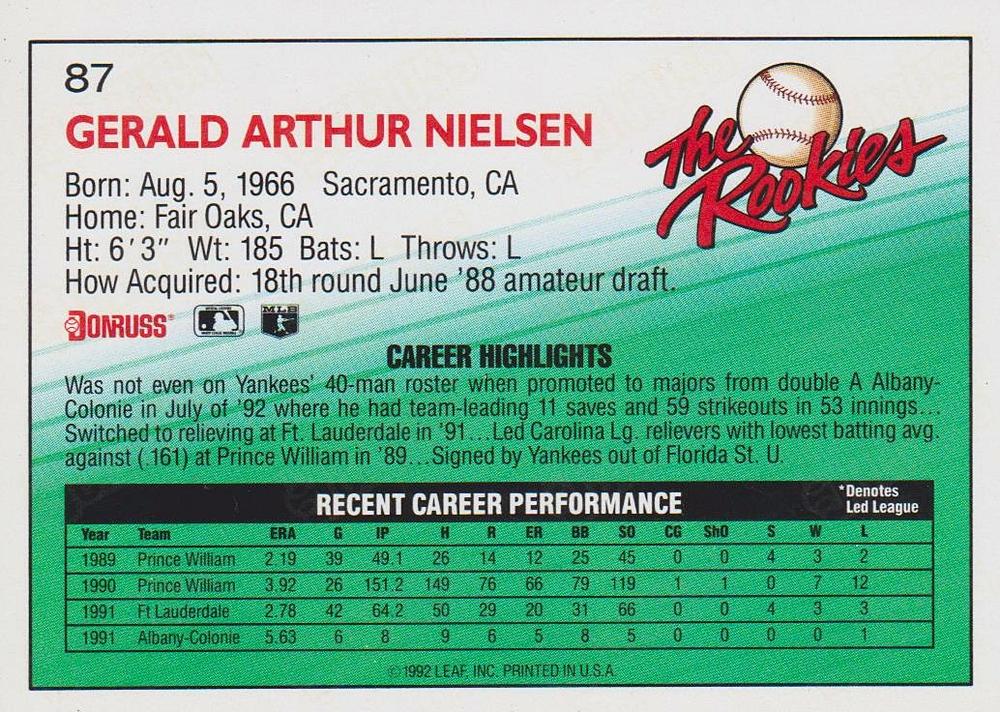 87
The Rookies
GERALD ARTHUR NIELSEN
Born: Aug. 5, 1966 Sacramento, CA
Home: Fair Oaks, CA
Ht: 6'3" Wt: 185 Bats: L Throws: L
How Acquired: 18th round June '88 amateur draft.
DONRUSS® MLB
CAREER HIGHLIGHTS
Was not even on Yankees' 40-man roster when promoted to majors from double A Albany-
Colonie in July of '92 where he had team-leading 11 saves and 59 strikeouts in 53 innings...
Switched to relieving at Ft. Lauderdale in '91...Led Carolina Lg. relievers with lowest batting avg.
against (.161) at Prince William in '89...Signed by Yankees out of Florida St. U.
RECENT CAREER PERFORMANCE
*Denotes
Led League
Year Team ERA G IP H R ER BB SO CG ShO S W L
1989 Prince William 2.19 39 49.1 26 14 12 25 45 0 0 4 3 2
1990 Prince William 3.92 26 151.2 149 76 66 79 119 1 1 0 7 12
1991 Ft Lauderdale 2.78 42 64.2 50 29 20 31 66 0 0 4 3 3
1991 Albany-Colonie 5.63 6 8 9 6 5 8 5 0 0 0 0 1
©1992 LEAF, INC. PRINTED IN U.S.A.